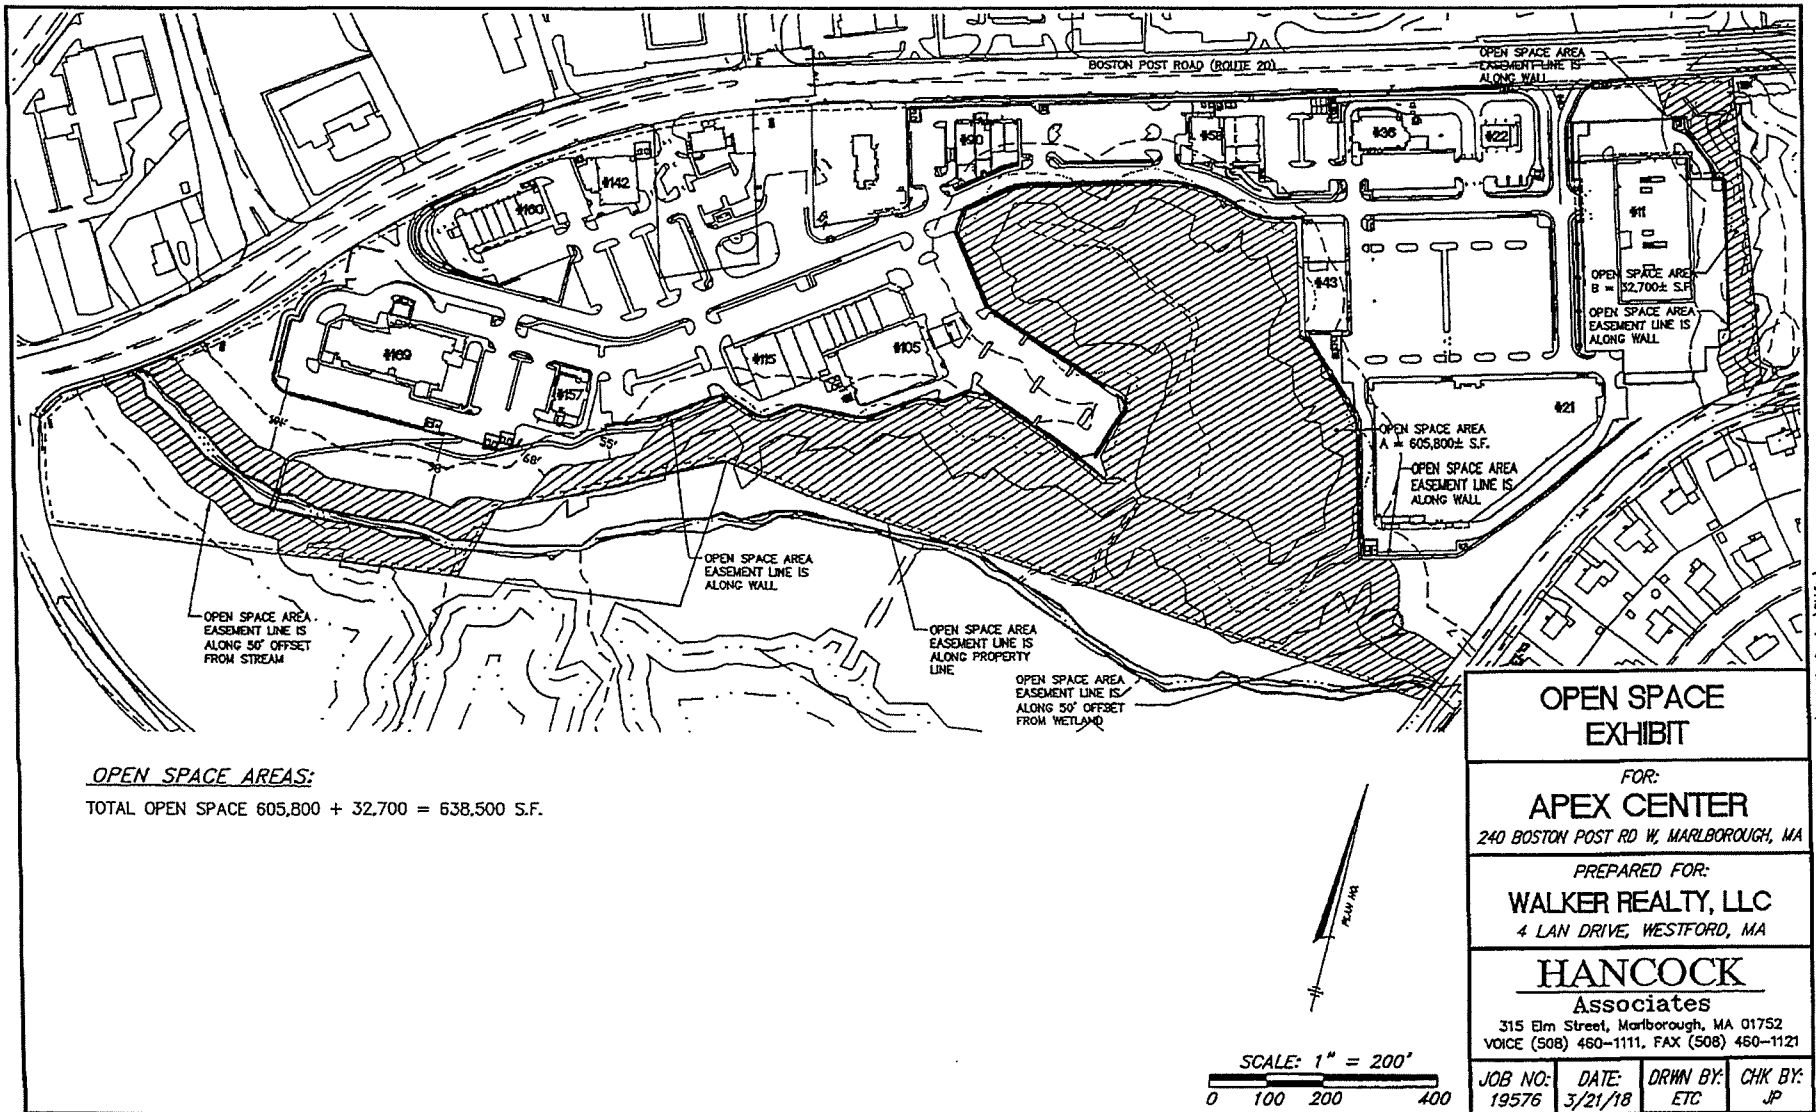 BOSTON POST ROAD (ROUTE 20)
OPEN SPACE AREA
EASEMENT LINE IS
ALONG WALL
#90
#58
#36
#22
#142
#160
#11
#43
OPEN SPACE AREA
B = 32,700± S.F.
OPEN SPACE AREA
EASEMENT LINE IS
ALONG WALL
#169
#115
#105
#157
#21
55'
68'
OPEN SPACE AREA
A = 605,800± S.F.
OPEN SPACE AREA
EASEMENT LINE IS
ALONG WALL
OPEN SPACE AREA
EASEMENT LINE IS
ALONG WALL
OPEN SPACE AREA
EASEMENT LINE IS
ALONG 50' OFFSET
FROM STREAM
OPEN SPACE AREA
EASEMENT LINE IS
ALONG PROPERTY
LINE
OPEN SPACE AREA
EASEMENT LINE IS
ALONG 50' OFFSET
FROM WETLAND
OPEN SPACE AREAS:
TOTAL OPEN SPACE 605,800 + 32,700 = 638,500 S.F.
SCALE: 1" = 200'
0 100 200 400
OPEN SPACE
EXHIBIT
FOR:
APEX CENTER
240 BOSTON POST RD W, MARLBOROUGH, MA
PREPARED FOR:
WALKER REALTY, LLC
4 LAN DRIVE, WESTFORD, MA
HANCOCK
Associates
315 Elm Street, Marlborough, MA 01752
VOICE (508) 460-1111, FAX (508) 460-1121
JOB NO: DATE: DRWN BY: CHK BY:
19576 3/21/18 ETC JP